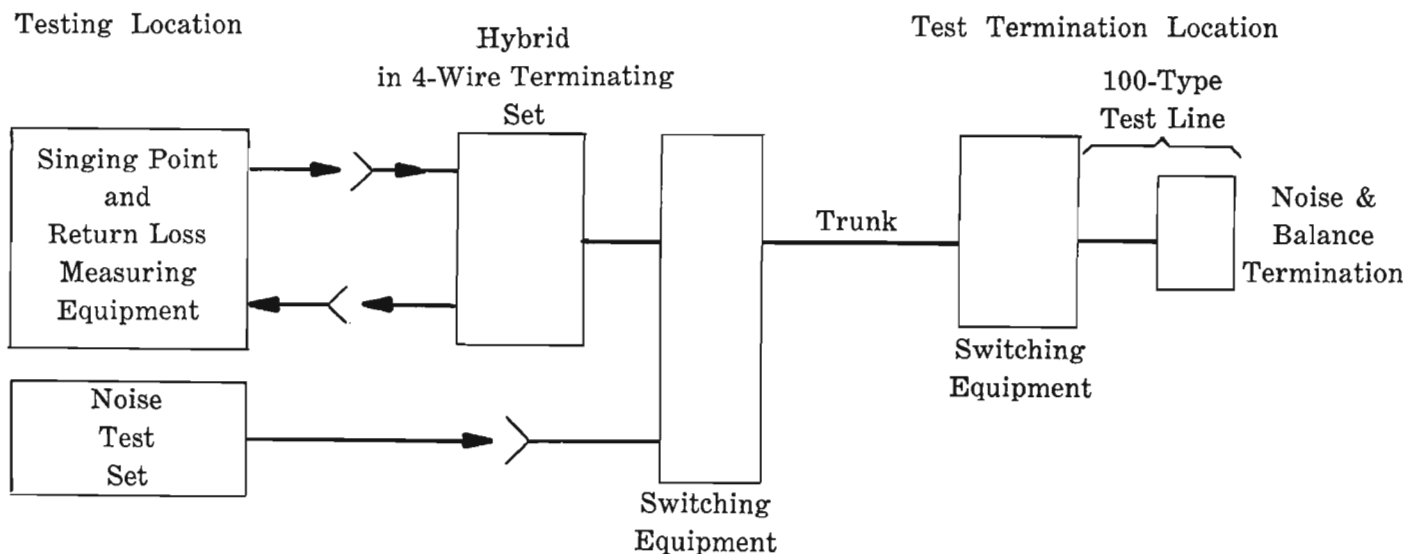 Testing Location
Hybrid
in 4-Wire Terminating
Set
Test Termination Location
100-Type
Test Line
Singing Point
and
Return Loss
Measuring
Equipment
Trunk
Noise &
Balance
Termination
Switching
Equipment
Noise
Test
Set
Switching
Equipment